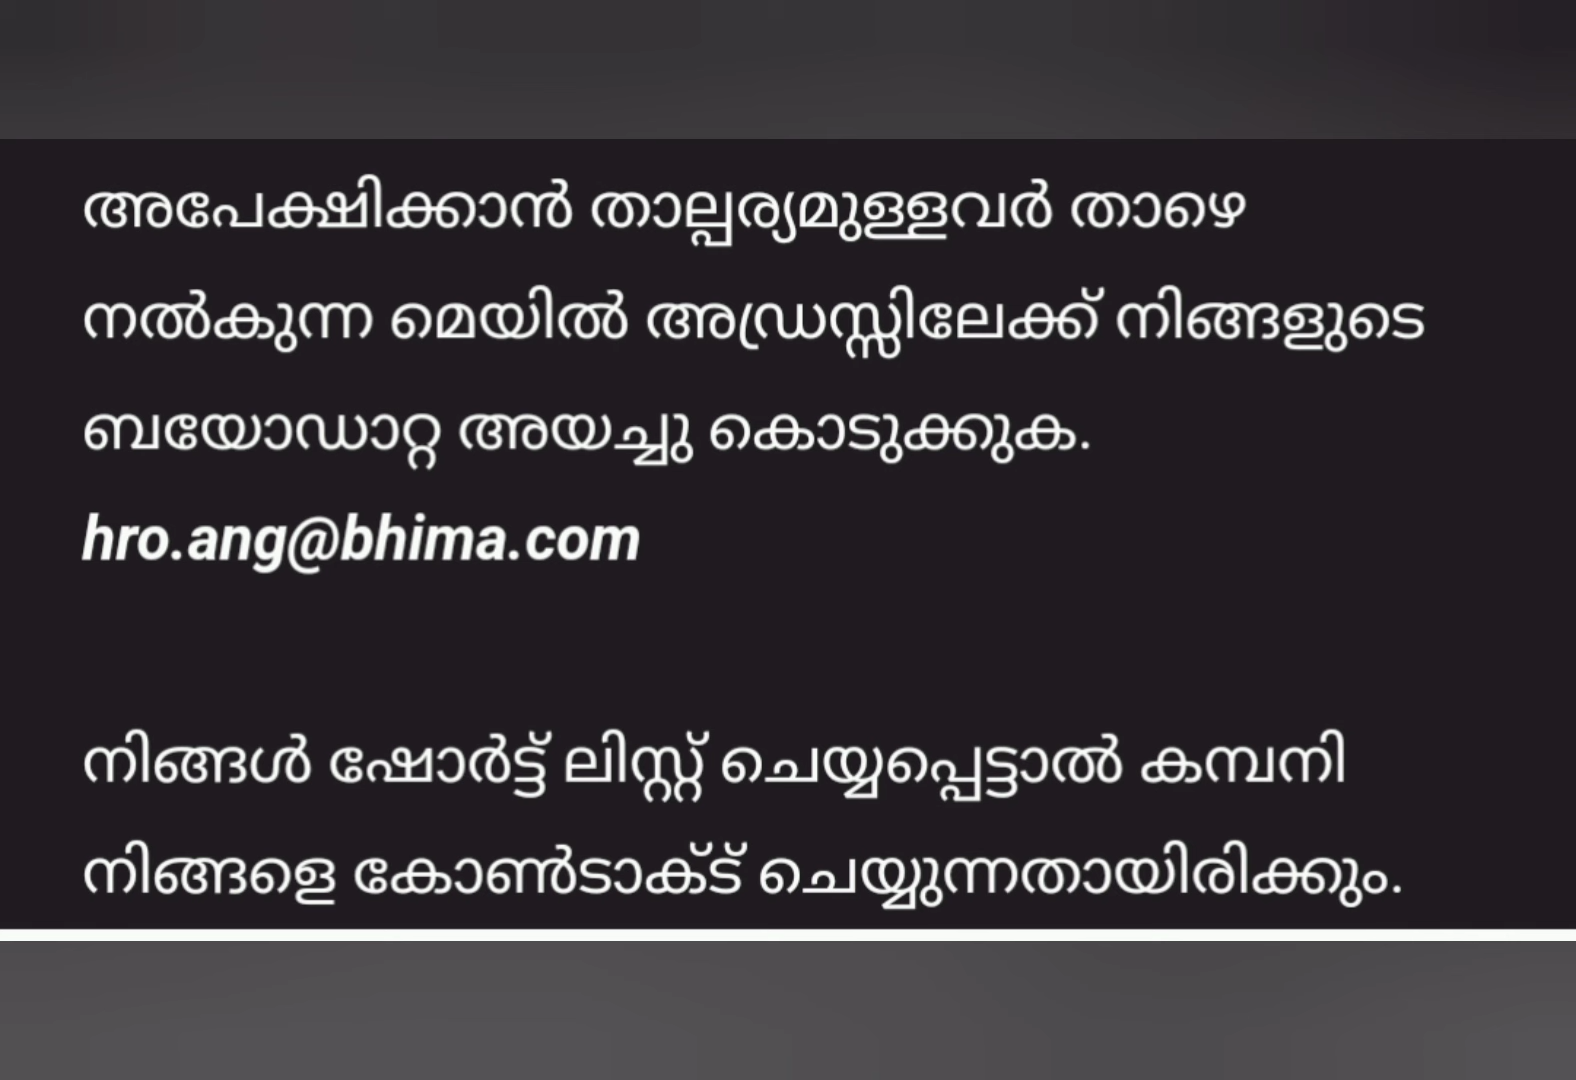 അപേക്ഷിക്കാൻ താല്പര്യമുള്ളവർ താഴെ
നൽകുന്ന മെയിൽ അഡ്രസ്സിലേക്ക് നിങ്ങളുടെ
ബയോഡാറ്റ അയച്ചു കൊടുക്കുക.
hro.ang@bhima.com
നിങ്ങൾ ഷോർട്ട് ലിസ്റ്റ് ചെയ്യപ്പെട്ടാൽ കമ്പനി
നിങ്ങളെ കോൺടാക്ട് ചെയ്യുന്നതായിരിക്കും.